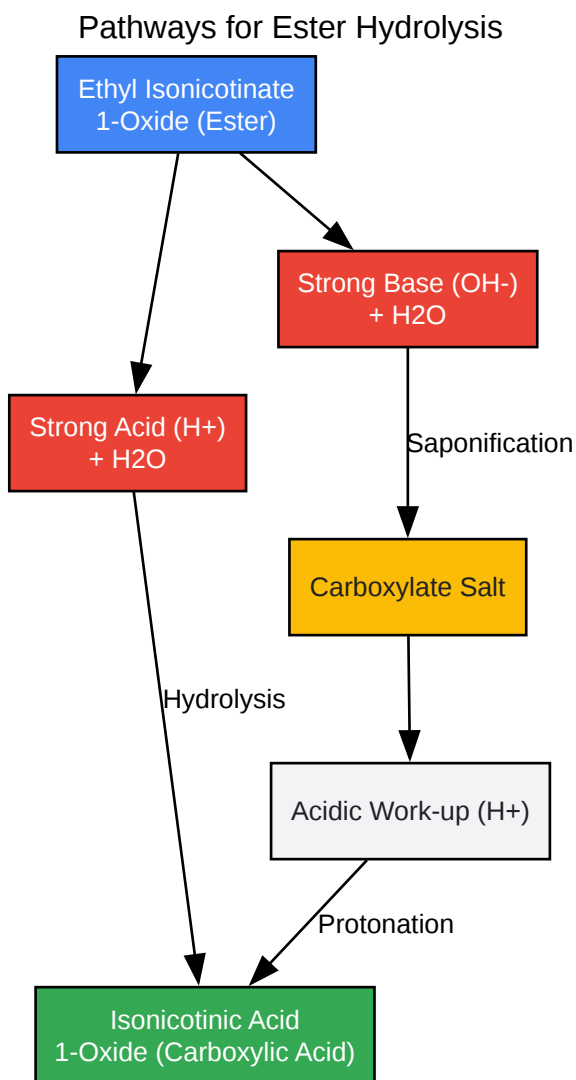 Pathways for Ester Hydrolysis
Ethyl Isonicotinate
1-Oxide (Ester)
Strong Base (OH-)
+ H2O
Strong Acid (H+)
+ H2O
Saponification
Carboxylate Salt
Hydrolysis
Acidic Work-up (H+)
Protonation
Isonicotinic Acid
1-Oxide (Carboxylic Acid)